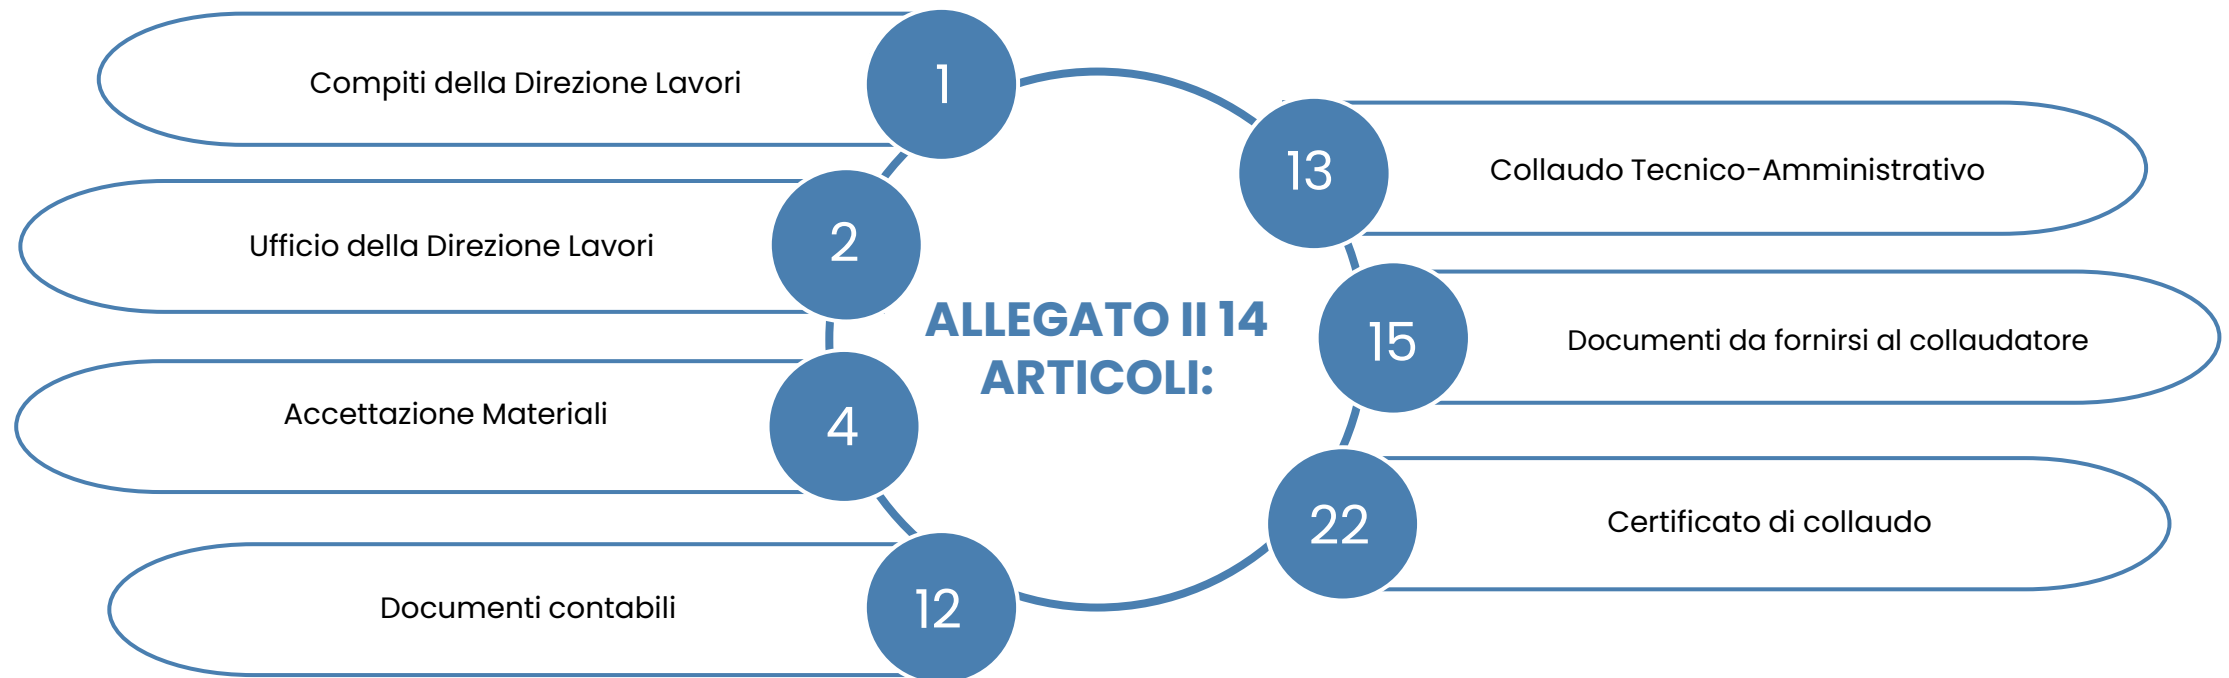 ALLEGATO II 14
ARTICOLI:
1
Compiti della Direzione Lavori
2
Ufficio della Direzione Lavori
4
Accettazione Materiali
12
Documenti contabili
13
Collaudo Tecnico-Amministrativo
15
Documenti da fornirsi al collaudatore
22
Certificato di collaudo